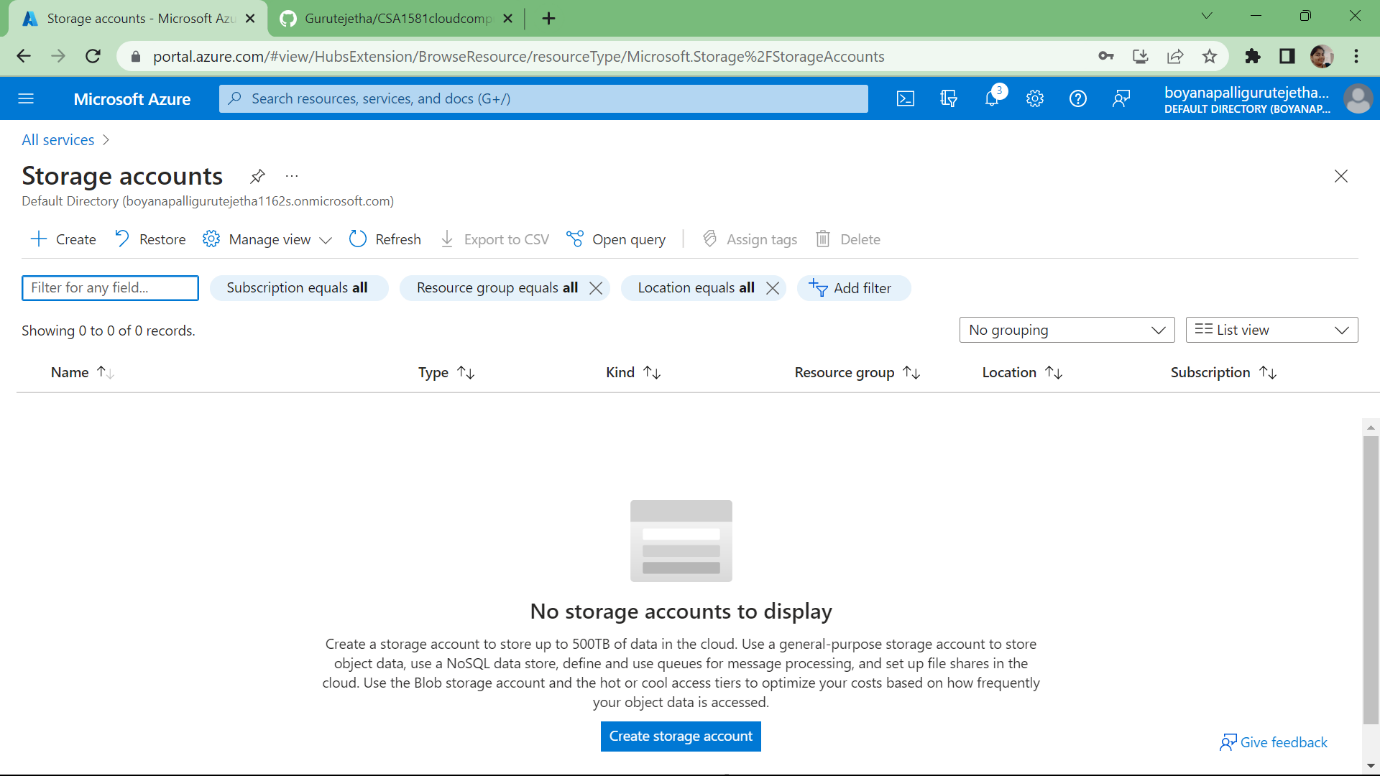 Storage accounts - Microsoft Azu
Gurutejetha/CSA1581cloudcomp
portal.azure.com/#view/HubsExtension/BrowseResource/resourceType/Microsoft.Storage%2FStorageAccounts
Microsoft Azure
Search resources, services, and docs (G+/)
3
boyanapalligurutejetha...
DEFAULT DIRECTORY (BOYANAP...
All services
Storage accounts
Default Directory (boyanapalligurutejetha1162s.onmicrosoft.com)
Create Restore Manage view Refresh Export to CSV Open query Assign tags Delete
Filter for any field... Subscription equals all Resource group equals all Location equals all Add filter
Showing 0 to 0 of 0 records.
No grouping List view
Name Type Kind Resource group Location Subscription
No storage accounts to display
Create a storage account to store up to 500TB of data in the cloud. Use a general-purpose storage account to store
object data, use a NoSQL data store, define and use queues for message processing, and set up file shares in the
cloud. Use the Blob storage account and the hot or cool access tiers to optimize your costs based on how frequently
your object data is accessed.
Create storage account
Give feedback